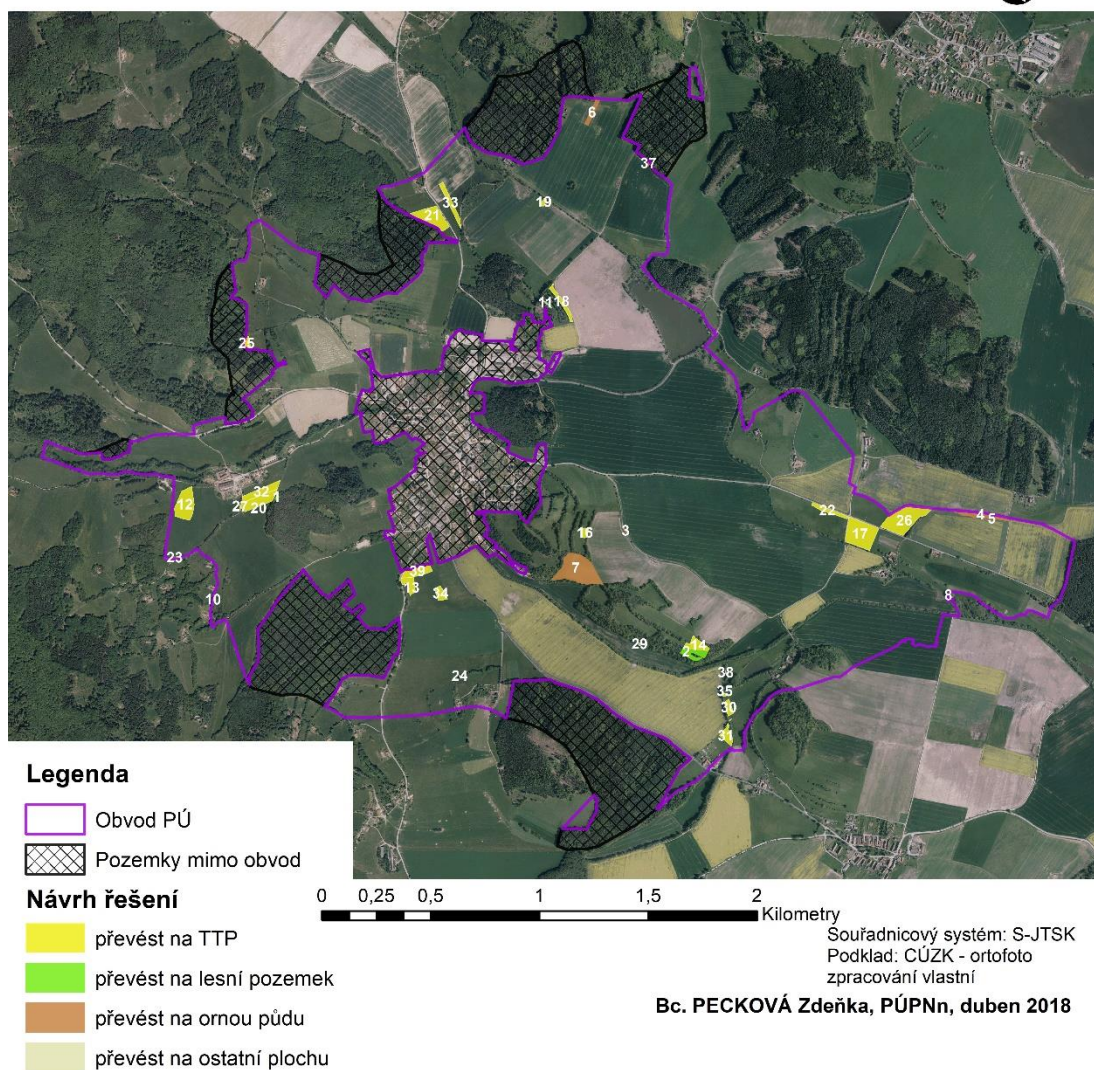 6
37
33
19
21
11 18
25
12
32
1
27
20
22
4
5
26
17
16
3
7
23
10
39
13
34
8
29
14
2
38
24
35
30
31
Legenda
Obvod PÚ
Pozemky mimo obvod
Návrh řešení
převést na TTP
převést na lesní pozemek
převést na ornou půdu
převést na ostatní plochu
0 0,25 0,5 1 1,5 2
Kilometry
Souřadnicový systém: S-JTSK
Podklad: ČÚZK - ortofoto
zpracování vlastní
Bc. PECKOVÁ Zdeňka, PÚPNn, duben 2018